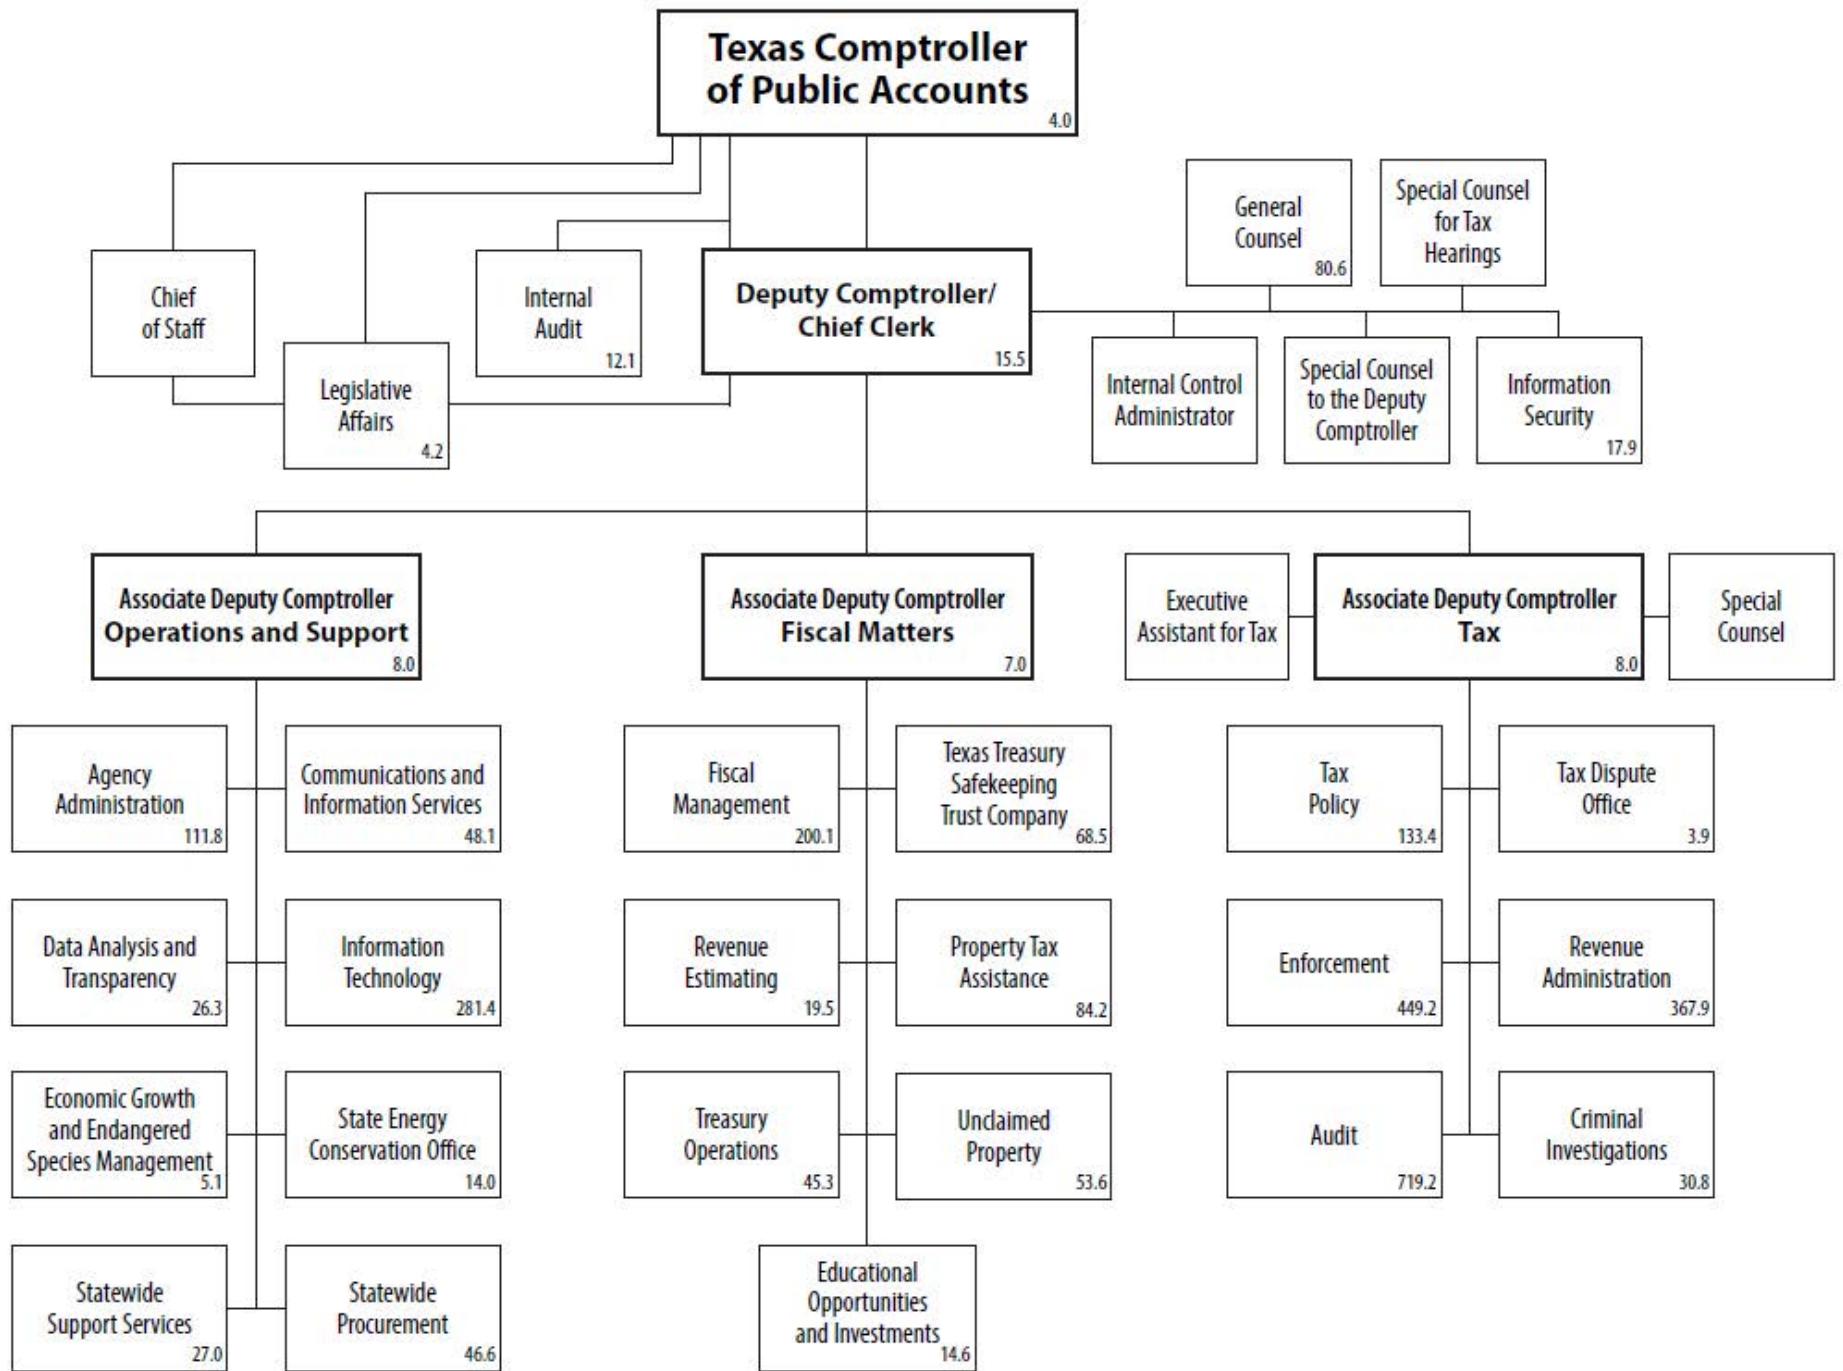 Texas Comptroller
of Public Accounts
4.0
General
Counsel
80.6
Special Counsel
for Tax
Hearings
Chief
of Staff
Legislative
Affairs
4.2
Internal
Audit
12.1
Deputy Comptroller/
Chief Clerk
15.5
Internal Control
Administrator
Special Counsel
to the Deputy
Comptroller
Information
Security
17.9
Associate Deputy Comptroller
Operations and Support
8.0
Associate Deputy Comptroller
Fiscal Matters
7.0
Executive
Assistant for Tax
Associate Deputy Comptroller
Tax
8.0
Special
Counsel
Agency
Administration
111.8
Communications and
Information Services
48.1
Fiscal
Management
200.1
Texas Treasury
Safekeeping
Trust Company
68.5
Tax
Policy
133.4
Tax Dispute
Office
3.9
Data Analysis and
Transparency
26.3
Information
Technology
281.4
Revenue
Estimating
19.5
Property Tax
Assistance
84.2
Enforcement
449.2
Revenue
Administration
367.9
Economic Growth
and Endangered
Species Management
5.1
State Energy
Conservation Office
14.0
Treasury
Operations
45.3
Unclaimed
Property
53.6
Audit
719.2
Criminal
Investigations
30.8
Statewide
Support Services
27.0
Statewide
Procurement
46.6
Educational
Opportunities
and Investments
14.6